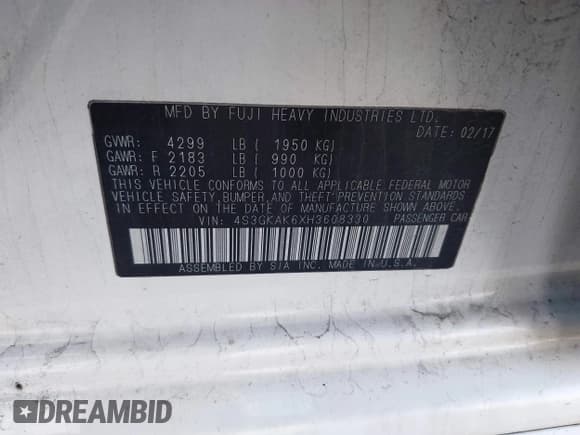 MFD BY FUJI HEAVY INDUSTRIES LTD.
DATE: 02/17
GVWR: 4299 LB ( 1950 KG)
GAWR: F 2183 LB ( 990 KG)
GAWR: R 2205 LB ( 1000 KG)
THIS VEHICLE CONFORMS TO ALL APPLICABLE FEDERAL MOTOR
VEHICLE SAFETY, BUMPER, AND THEFT PREVENTION STANDARDS
IN EFFECT ON THE DATE OF MANUFACTURE SHOWN ABOVE.
VIN: 4S3GKAK6XH3608330 PASSENGER CAR
ASSEMBLED BY SIA INC. MADE IN U.S.A.
DREAMBID